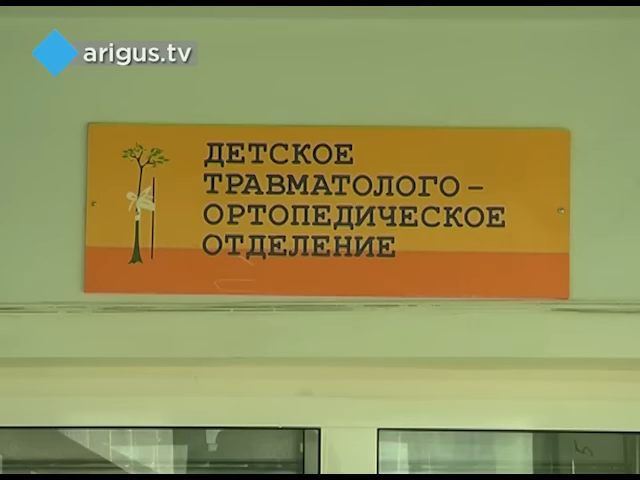 arigus.tv
ДЕТСКОЕ
ТРАВМАТОЛОГО-
ОРТОПЕДИЧЕСКОЕ
ОТДЕЛЕНИЕ